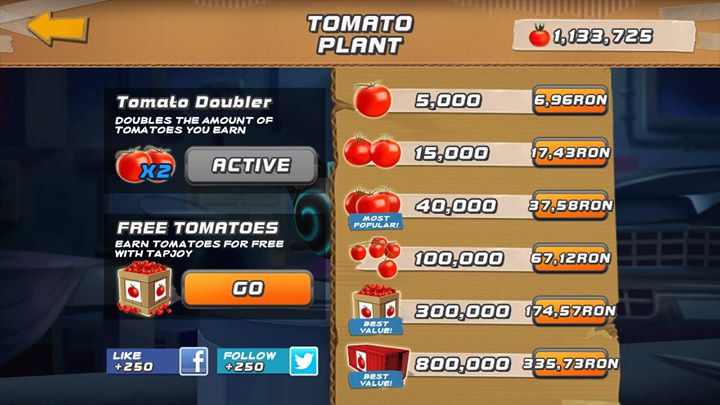 TOMATO
PLANT
1,133,725
Tomato Doubler
DOUBLES THE AMOUNT OF
TOMATOES YOU EARN
X2
ACTIVE
FREE TOMATOES
EARN TOMATOES FOR FREE
WITH TAPJOY
GO
LIKE
+250
f
FOLLOW
+250
5,000 6,96RON
15,000 17,43RON
40,000 37,58RON
MOST
POPULAR!
100,000 67,12RON
300,000 174,57RON
BEST
VALUE!
800,000 335,73RON
BEST
VALUE!